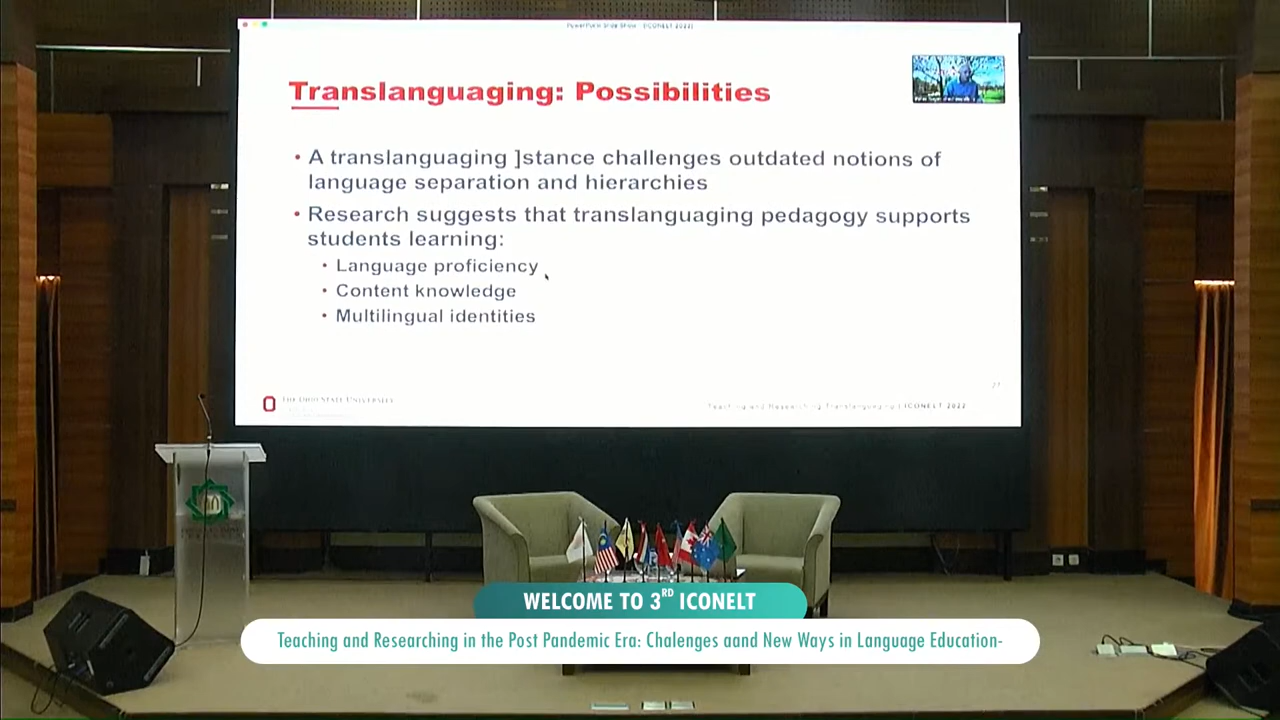 PowerPoint Slide Show - [ICONELT 2022]
Translanguaging: Possibilities
• A translanguaging ]stance challenges outdated notions of
language separation and hierarchies
• Research suggests that translanguaging pedagogy supports
students learning:
• Language proficiency
• Content knowledge
• Multilingual identities
27
THE OHIO STATE UNIVERSITY
Teaching and Researching Translanguaging | ICONELT 2022
WELCOME TO 3RD ICONELT
Teaching and Researching in the Post Pandemic Era: Chalenges aand New Ways in Language Education-